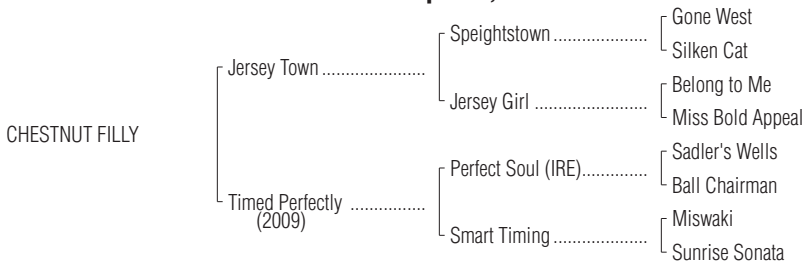 Gone West
Speightstown ....................
Silken Cat
Jersey Town ......................
Belong to Me
Jersey Girl ........................
Miss Bold Appeal
CHESTNUT FILLY
Sadler's Wells
Perfect Soul (IRE)..............
Ball Chairman
Timed Perfectly ................
(2009)
Miswaki
Smart Timing ....................
Sunrise Sonata